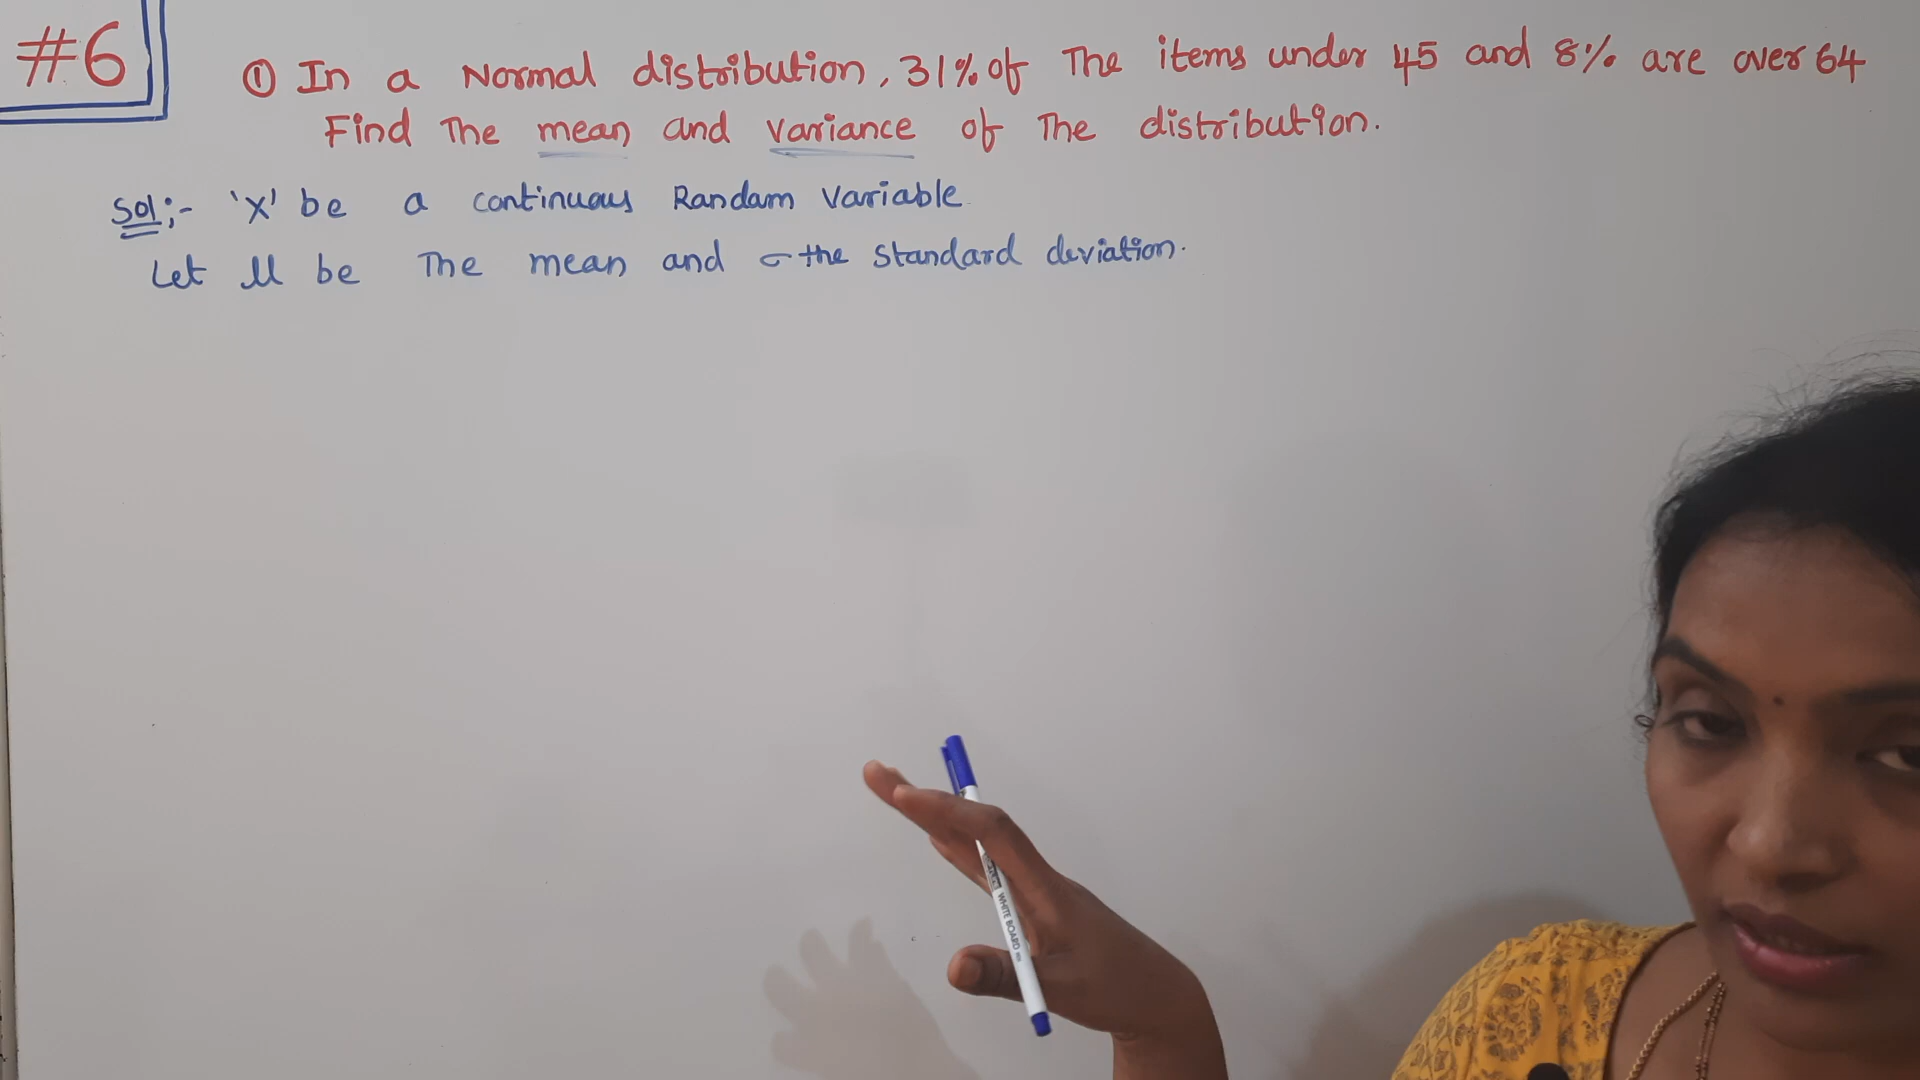 #6
① In a Normal distribution, 31% of The items under 45 and 8% are over 64
Find The mean and variance of The distribution.
Sol;- 'X' be a continuous Randam Variable.
Let μ be The mean and σ the standard deviation.
WHITE BOARD